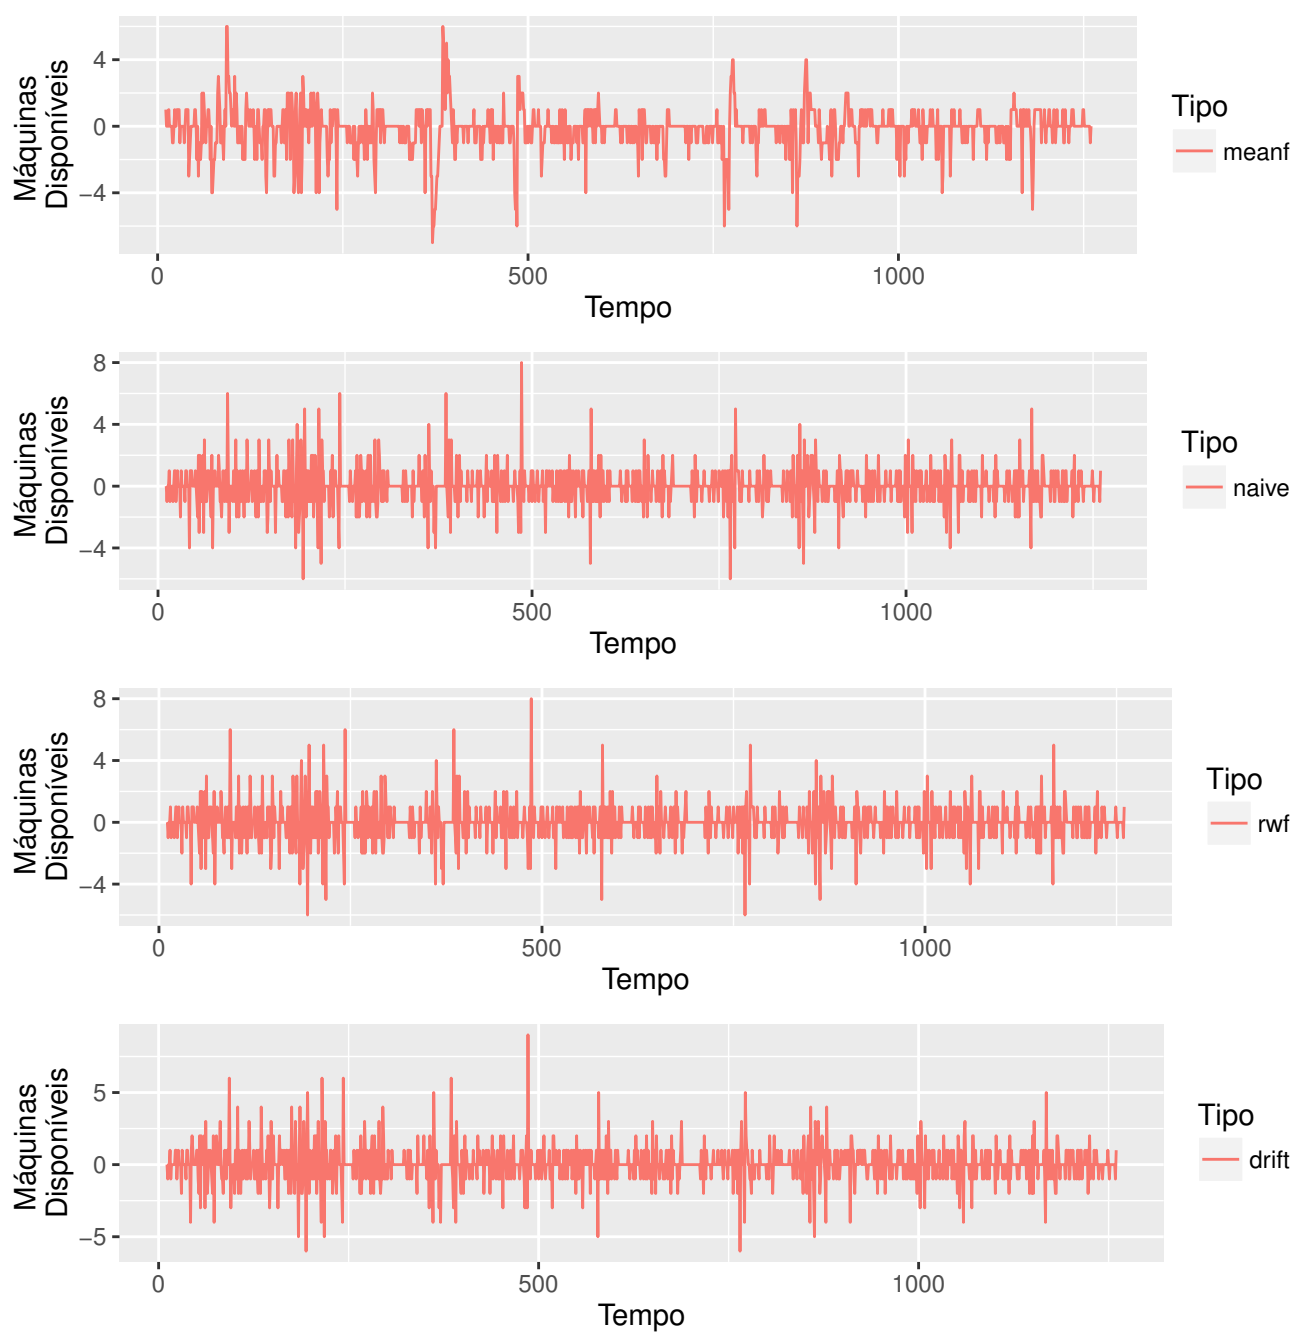 Máquinas
Disponíveis
4
0
−4
0
500
1000
Tempo
Tipo
meanf
Máquinas
Disponíveis
8
4
0
−4
0
500
1000
Tempo
Tipo
naive
Máquinas
Disponíveis
8
4
0
−4
0
500
1000
Tempo
Tipo
rwf
Máquinas
Disponíveis
5
0
−5
0
500
1000
Tempo
Tipo
drift